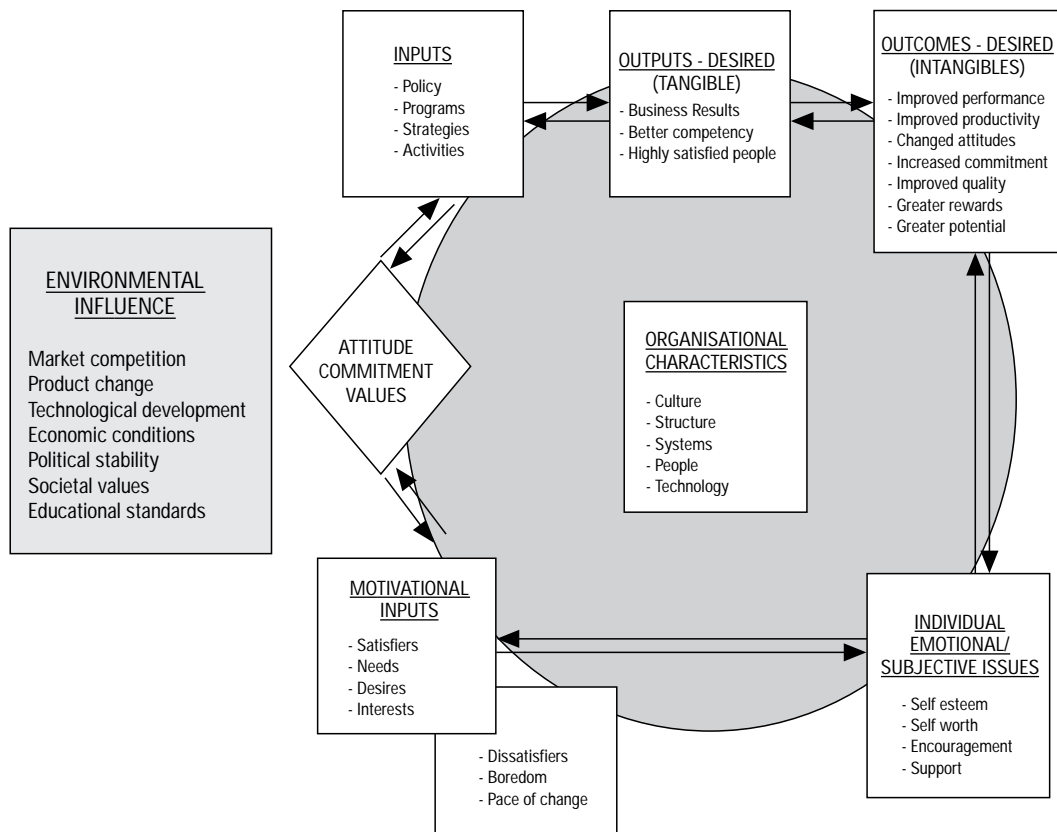 INPUTS
- Policy
- Programs
- Strategies
- Activities
OUTPUTS - DESIRED
(TANGIBLE)
- Business Results
- Better competency
- Highly satisfied people
OUTCOMES - DESIRED
(INTANGIBLES)
- Improved performance
- Improved productivity
- Changed attitudes
- Increased commitment
- Improved quality
- Greater rewards
- Greater potential
ENVIRONMENTAL
INFLUENCE
Market competition
Product change
Technological development
Economic conditions
Political stability
Societal values
Educational standards
ATTITUDE
COMMITMENT
VALUES
ORGANISATIONAL
CHARACTERISTICS
- Culture
- Structure
- Systems
- People
- Technology
MOTIVATIONAL
INPUTS
- Satisfiers
- Needs
- Desires
- Interests
- Dissatisfiers
- Boredom
- Pace of change
INDIVIDUAL
EMOTIONAL/
SUBJECTIVE ISSUES
- Self esteem
- Self worth
- Encouragement
- Support